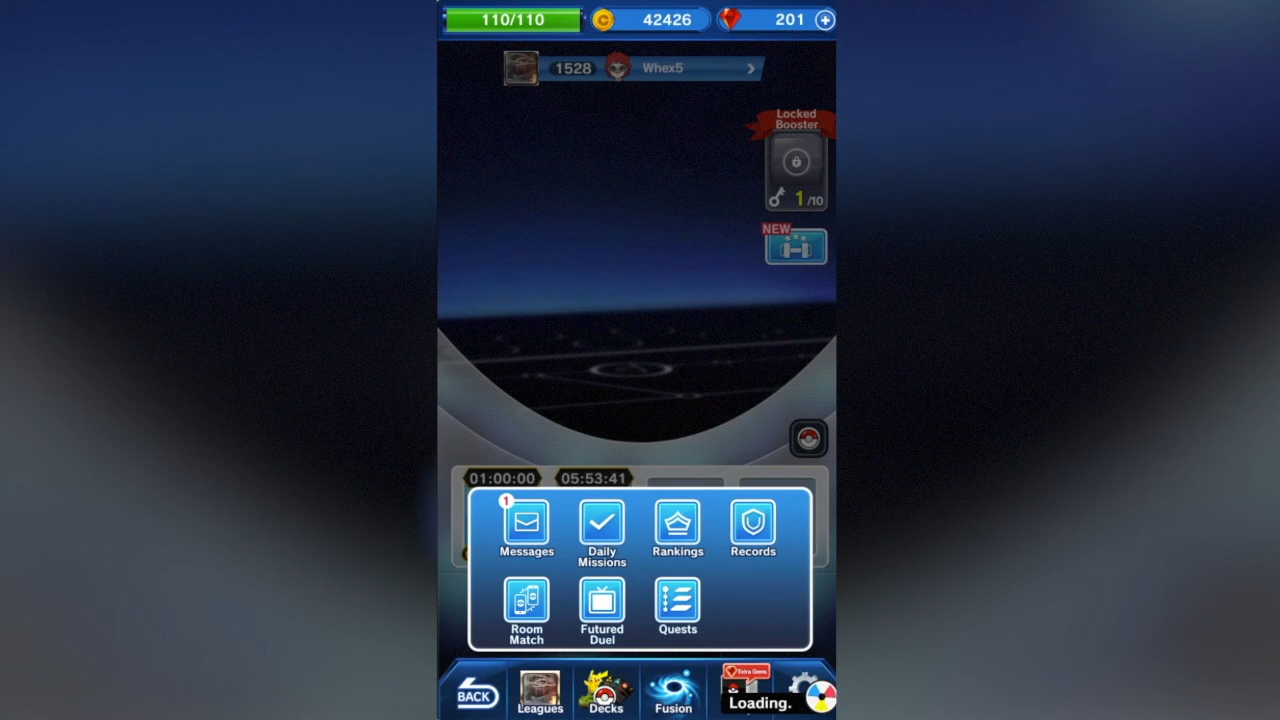 110/110
42426
201
1528
Whex5
Locked
Booster
1/10
NEW
01:00:00
05:53:41
1
Messages
Daily
Missions
Rankings
Records
Room
Match
Futured
Duel
Quests
Extra Gems
BACK
Leagues
Decks
Fusion
Loading.